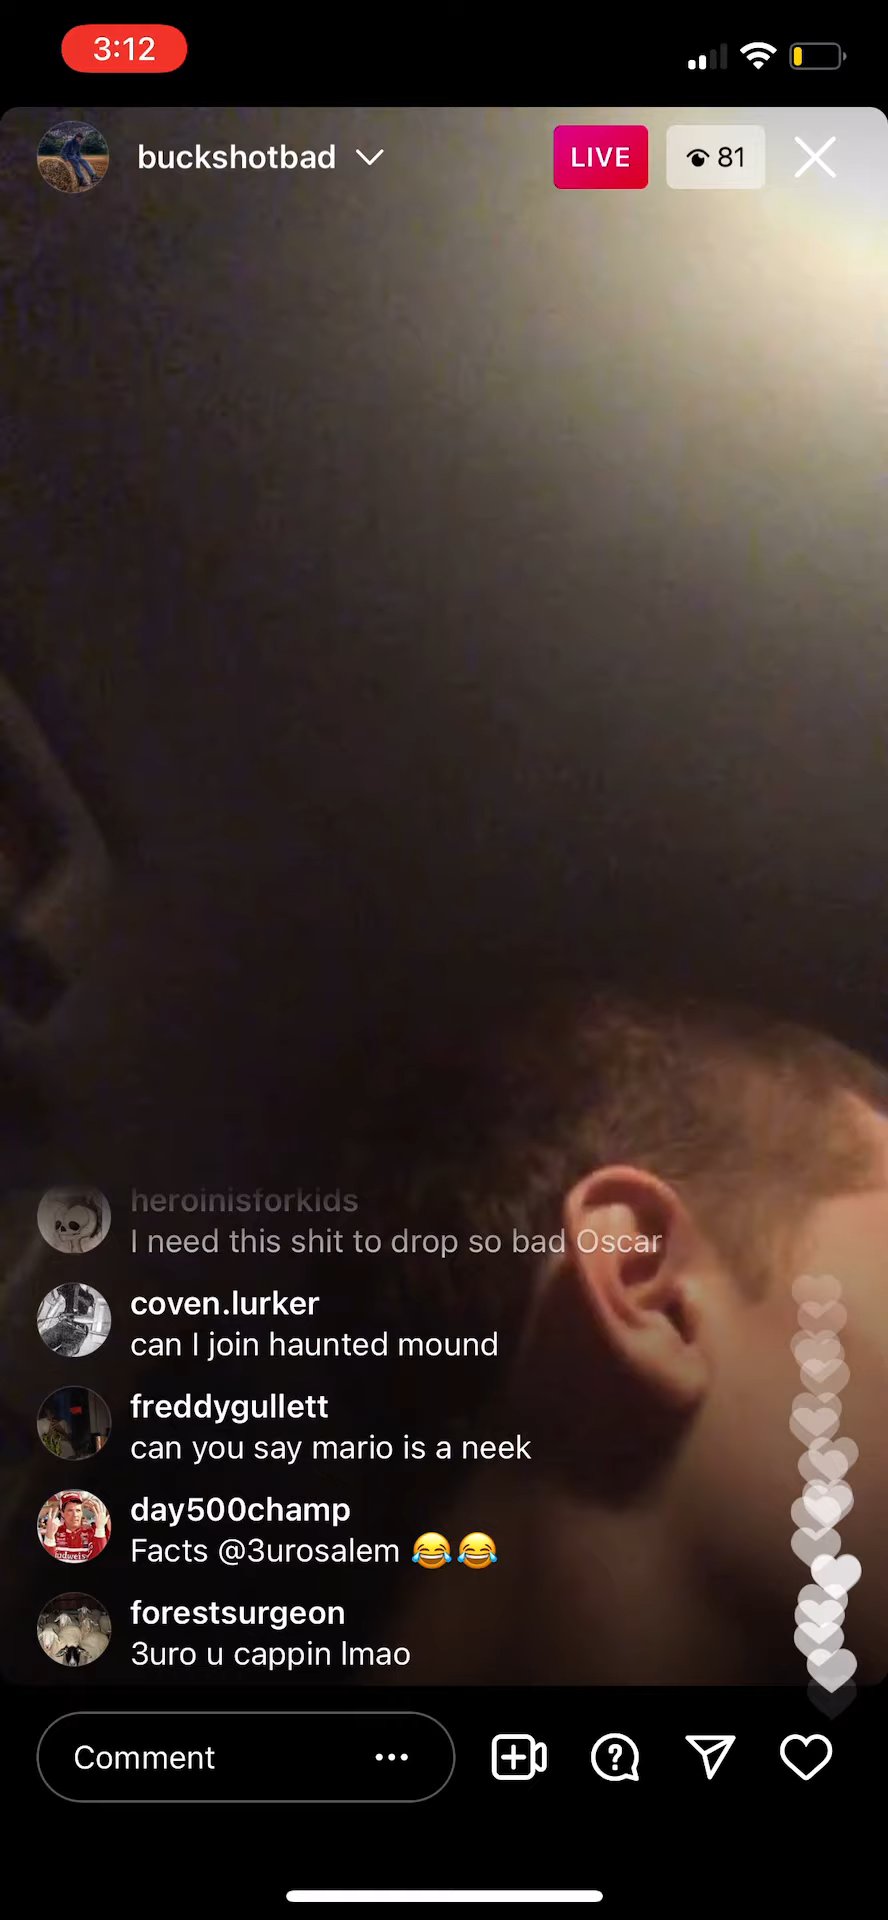 3:12
buckshotbad
LIVE
81
heroinisforkids
I need this shit to drop so bad Oscar
coven.lurker
can I join haunted mound
freddygullett
can you say mario is a neek
day500champ
Facts @3urosalem 😂😂
forestsurgeon
3uro u cappin lmao
Comment